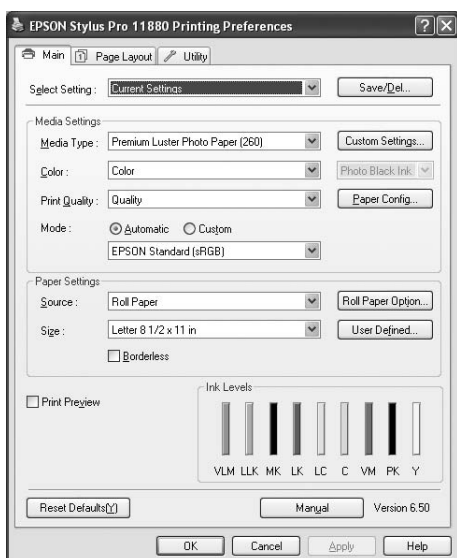 EPSON Stylus Pro 11880 Printing Preferences
Main Page Layout Utility
Select Setting : Current Settings Save/Del...
Media Settings
Media Type : Premium Luster Photo Paper (260) Custom Settings...
Color : Color Photo Black Ink
Print Quality : Quality Paper Config...
Mode : Automatic Custom
EPSON Standard (sRGB)
Paper Settings
Source : Roll Paper Roll Paper Option...
Size : Letter 8 1/2 x 11 in User Defined...
Borderless
Print Preview
Ink Levels
VLM LLK MK LK LC C VM PK Y
Reset Defaults(Y) Manual Version 6.50
OK Cancel Apply Help